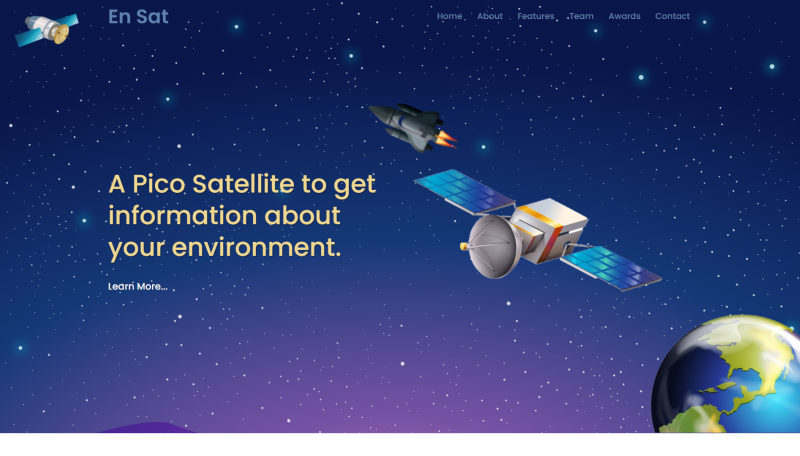 En Sat
Home About Features Team Awards Contact
A Pico Satellite to get
information about
your environment.
Learn More...